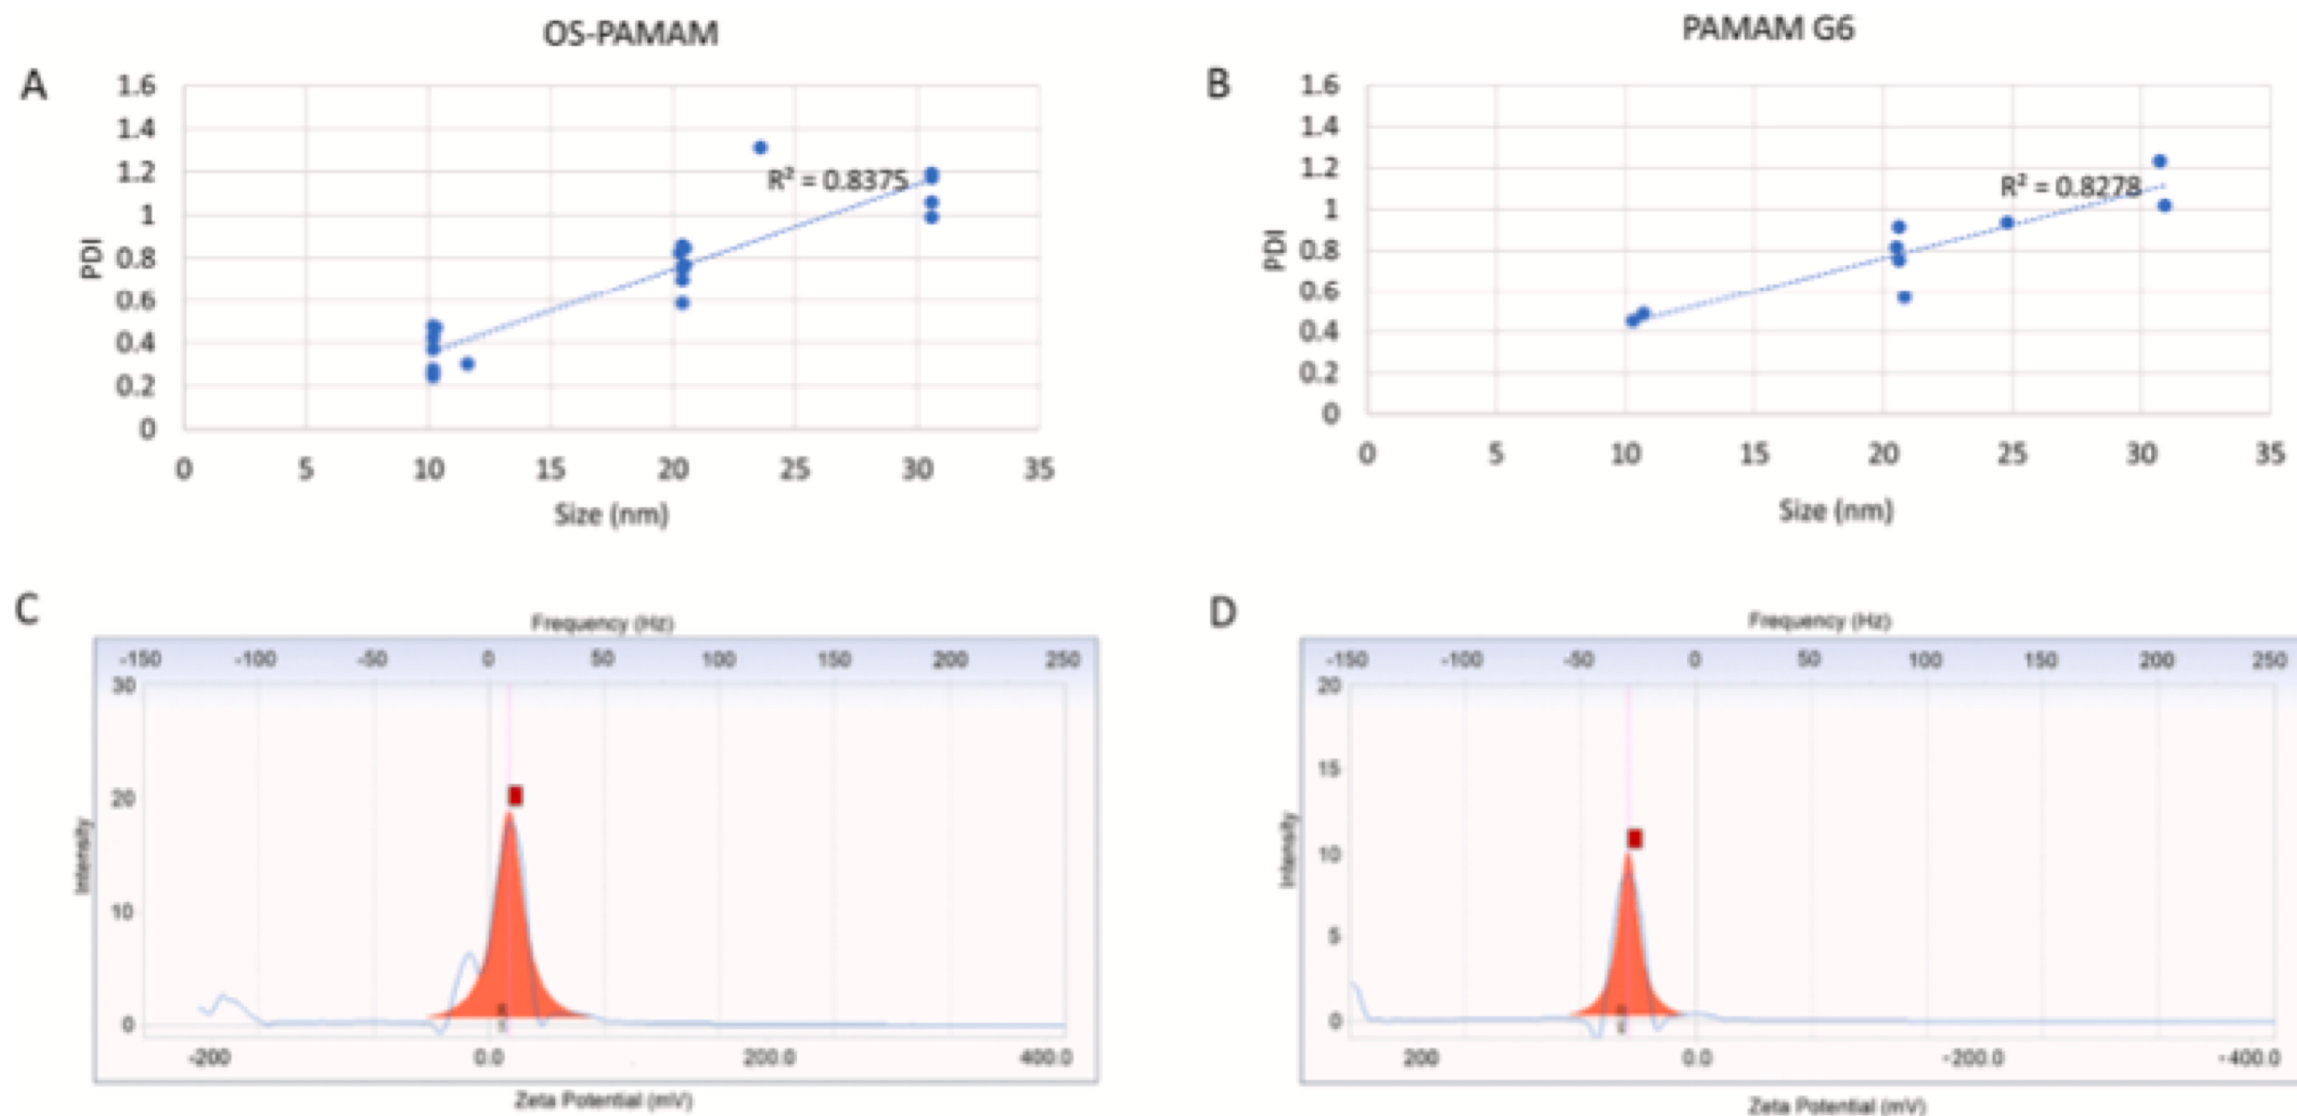 OS-PAMAM
PAMAM G6
A
1.6
1.4
1.2
1
0.8
0.6
0.4
0.2
0
PDI
R² = 0.8375
0 5 10 15 20 25 30 35
Size (nm)
B
1.6
1.4
1.2
1
0.8
0.6
0.4
0.2
0
PDI
R² = 0.8278
0 5 10 15 20 25 30 35
Size (nm)
C
Frequency (Hz)
-150 -100 -50 0 50 100 150 200 250
30
20
10
0
Intensity
-200 0.0 200.0 400.0
Zeta Potential (mV)
D
Frequency (Hz)
-150 -100 -50 0 50 100 150 200 250
20
15
10
5
0
Intensity
200 0.0 -200.0 -400.0
Zeta Potential (mV)